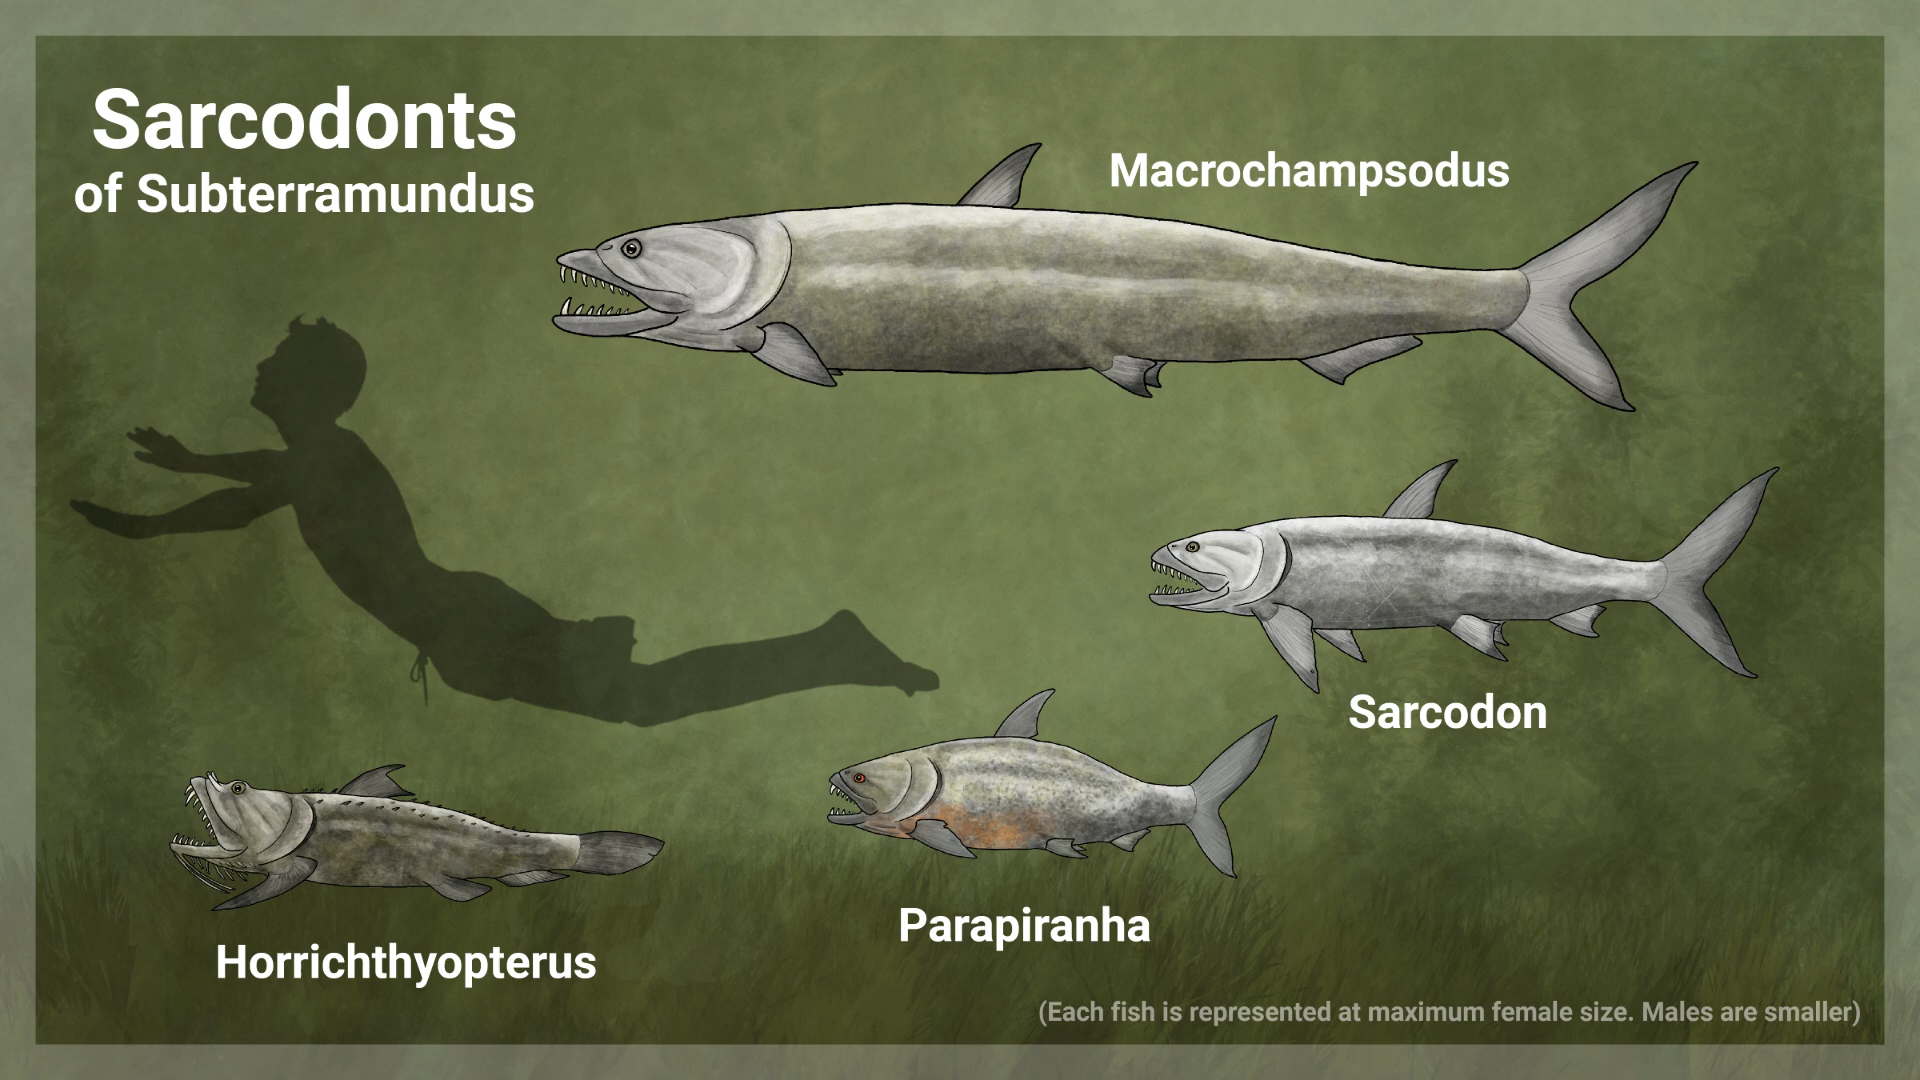 Sarcodonts
of Subterramundus
Macrochampsodus
Sarcodon
Parapiranha
Horrichthyopterus
(Each fish is represented at maximum female size. Males are smaller)